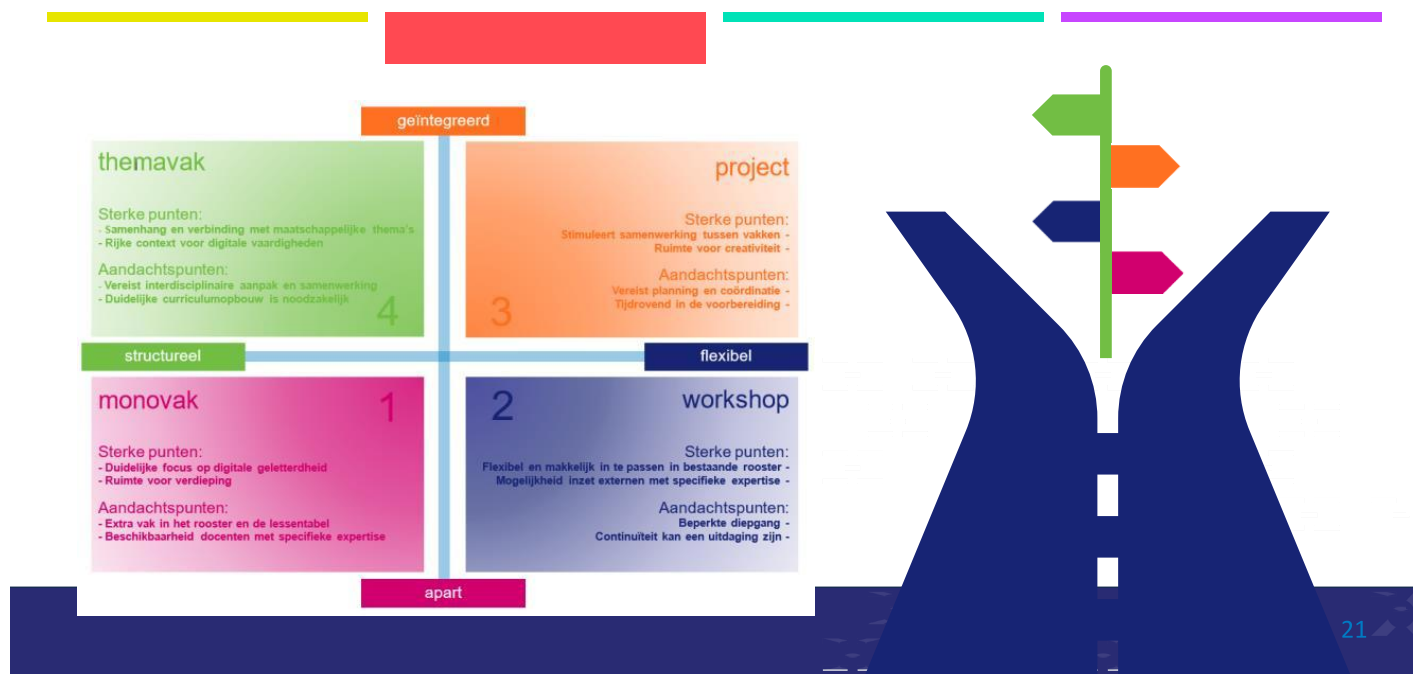 geïntegreerd
themavak
Sterke punten:
- Samenhang en verbinding met maatschappelijke thema's
- Rijke context voor digitale vaardigheden
Aandachtspunten:
- Vereist interdisciplinaire aanpak en samenwerking
- Duidelijke curriculumopbouw is noodzakelijk
4
project
Sterke punten:
Stimuleert samenwerking tussen vakken -
Ruimte voor creativiteit -
Aandachtspunten:
Vereist planning en coördinatie -
Tijdrovend in de voorbereiding -
3
structureel
flexibel
monovak
1
Sterke punten:
- Duidelijke focus op digitale geletterdheid
- Ruimte voor verdieping
Aandachtspunten:
- Extra vak in het rooster en de lessentabel
- Beschikbaarheid docenten met specifieke expertise
2
workshop
Sterke punten:
Flexibel en makkelijk in te passen in bestaande rooster -
Mogelijkheid inzet externen met specifieke expertise -
Aandachtspunten:
Beperkte diepgang -
Continuïteit kan een uitdaging zijn -
apart
21